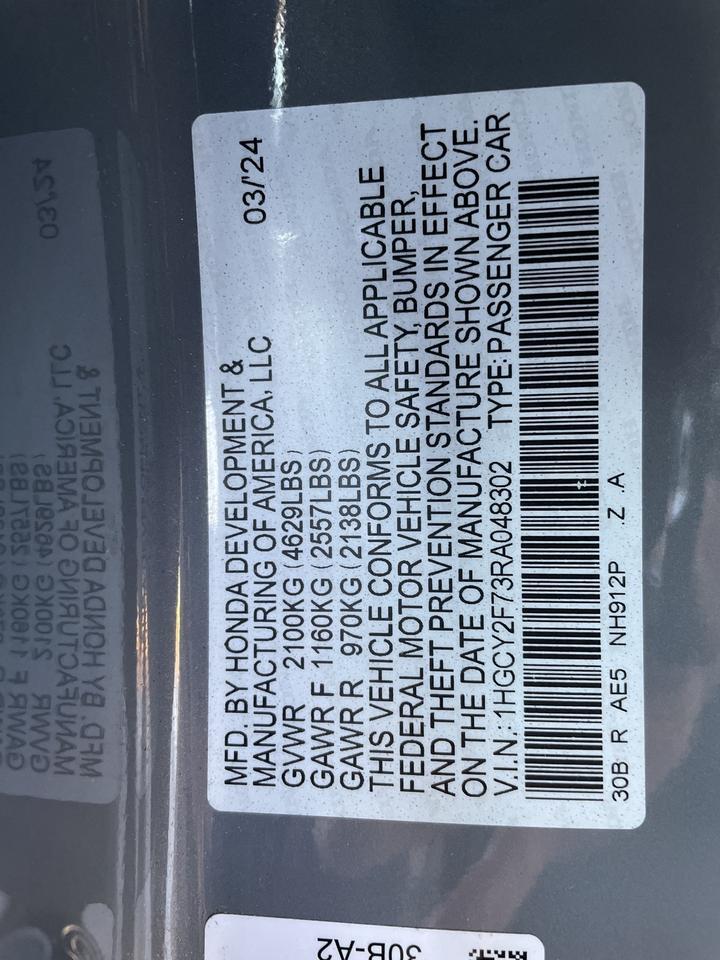 MFD. BY HONDA DEVELOPMENT &
MANUFACTURING OF AMERICA, LLC 03/'24
GVWR 2100KG (4629LBS)
GAWR F 1160KG (2557LBS)
GAWR R 970KG (2138LBS)
THIS VEHICLE CONFORMS TO ALL APPLICABLE
FEDERAL MOTOR VEHICLE SAFETY, BUMPER,
AND THEFT PREVENTION STANDARDS IN EFFECT
ON THE DATE OF MANUFACTURE SHOWN ABOVE.
V.I.N.: 1HGCY2F73RA048302 TYPE: PASSENGER CAR
30B R AE5 NH912P .Z .A
30B-A2